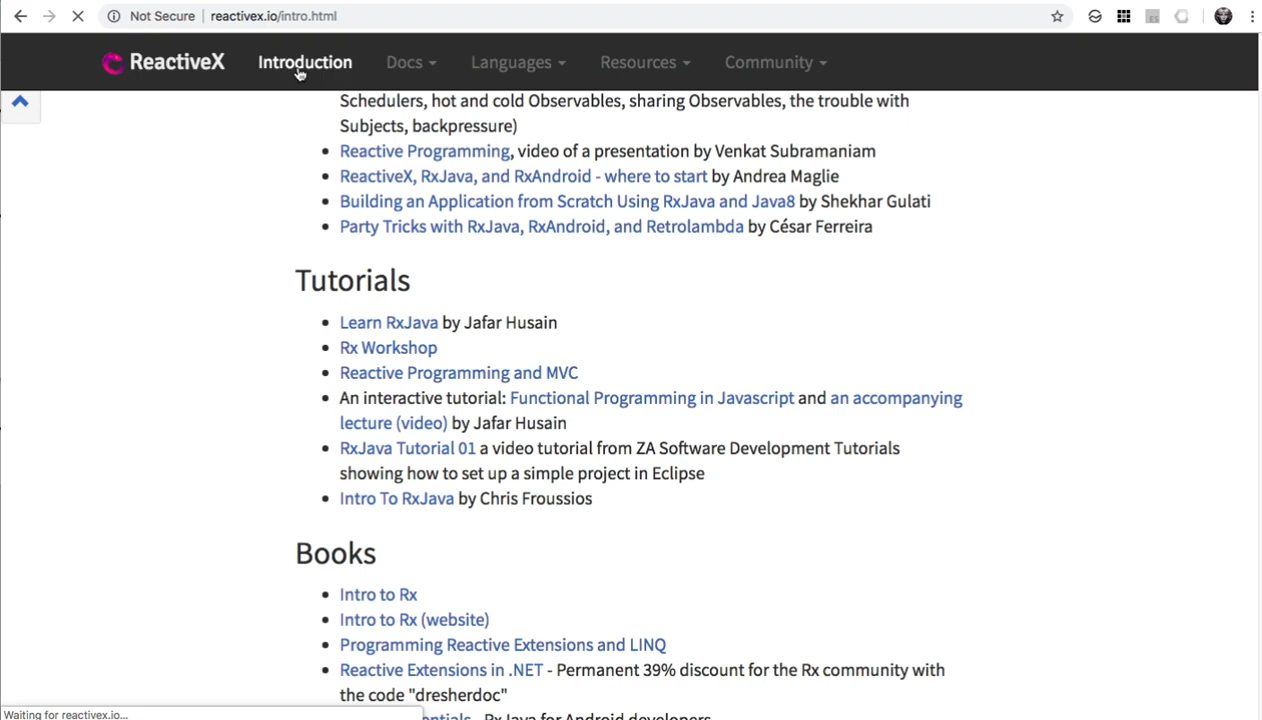 Not Secure | reactivex.io/intro.html
ReactiveX Introduction Docs Languages Resources Community
Schedulers, hot and cold Observables, sharing Observables, the trouble with
Subjects, backpressure)
Reactive Programming, video of a presentation by Venkat Subramaniam
ReactiveX, RxJava, and RxAndroid - where to start by Andrea Maglie
Building an Application from Scratch Using RxJava and Java8 by Shekhar Gulati
Party Tricks with RxJava, RxAndroid, and Retrolambda by César Ferreira
Tutorials
Learn RxJava by Jafar Husain
Rx Workshop
Reactive Programming and MVC
An interactive tutorial: Functional Programming in Javascript and an accompanying
lecture (video) by Jafar Husain
RxJava Tutorial 01 a video tutorial from ZA Software Development Tutorials
showing how to set up a simple project in Eclipse
Intro To RxJava by Chris Froussios
Books
Intro to Rx
Intro to Rx (website)
Programming Reactive Extensions and LINQ
Reactive Extensions in .NET - Permanent 39% discount for the Rx community with
the code "dresherdoc"
- RxJava for Android developers
Waiting for reactivex.io...